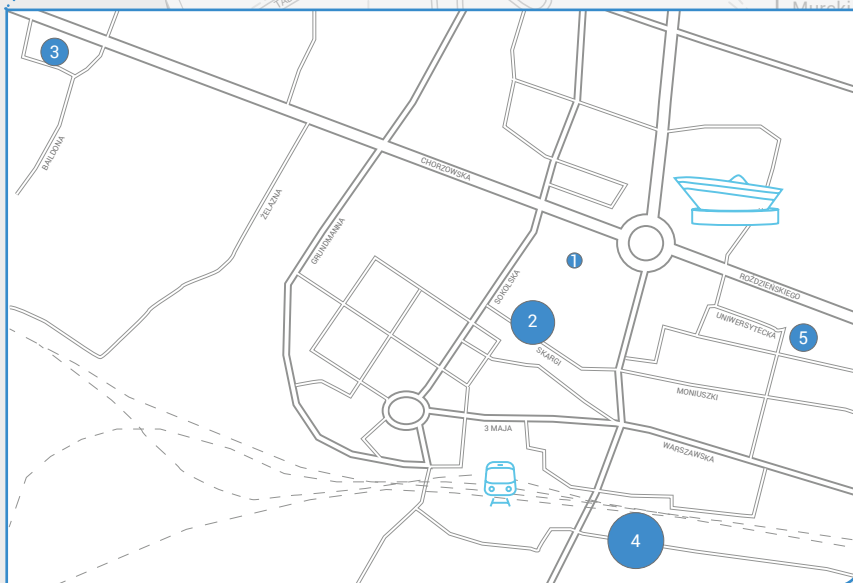 3
BAILDONA
ŻELAZNA
CHORZOWSKA
GRUNDMANNA
1
SOKOLSKA
ROŹDZIEŃSKIEGO
2
UNIWERSYTECKA
5
SKARGI
MONIUSZKI
3 MAJA
WARSZAWSKA
4